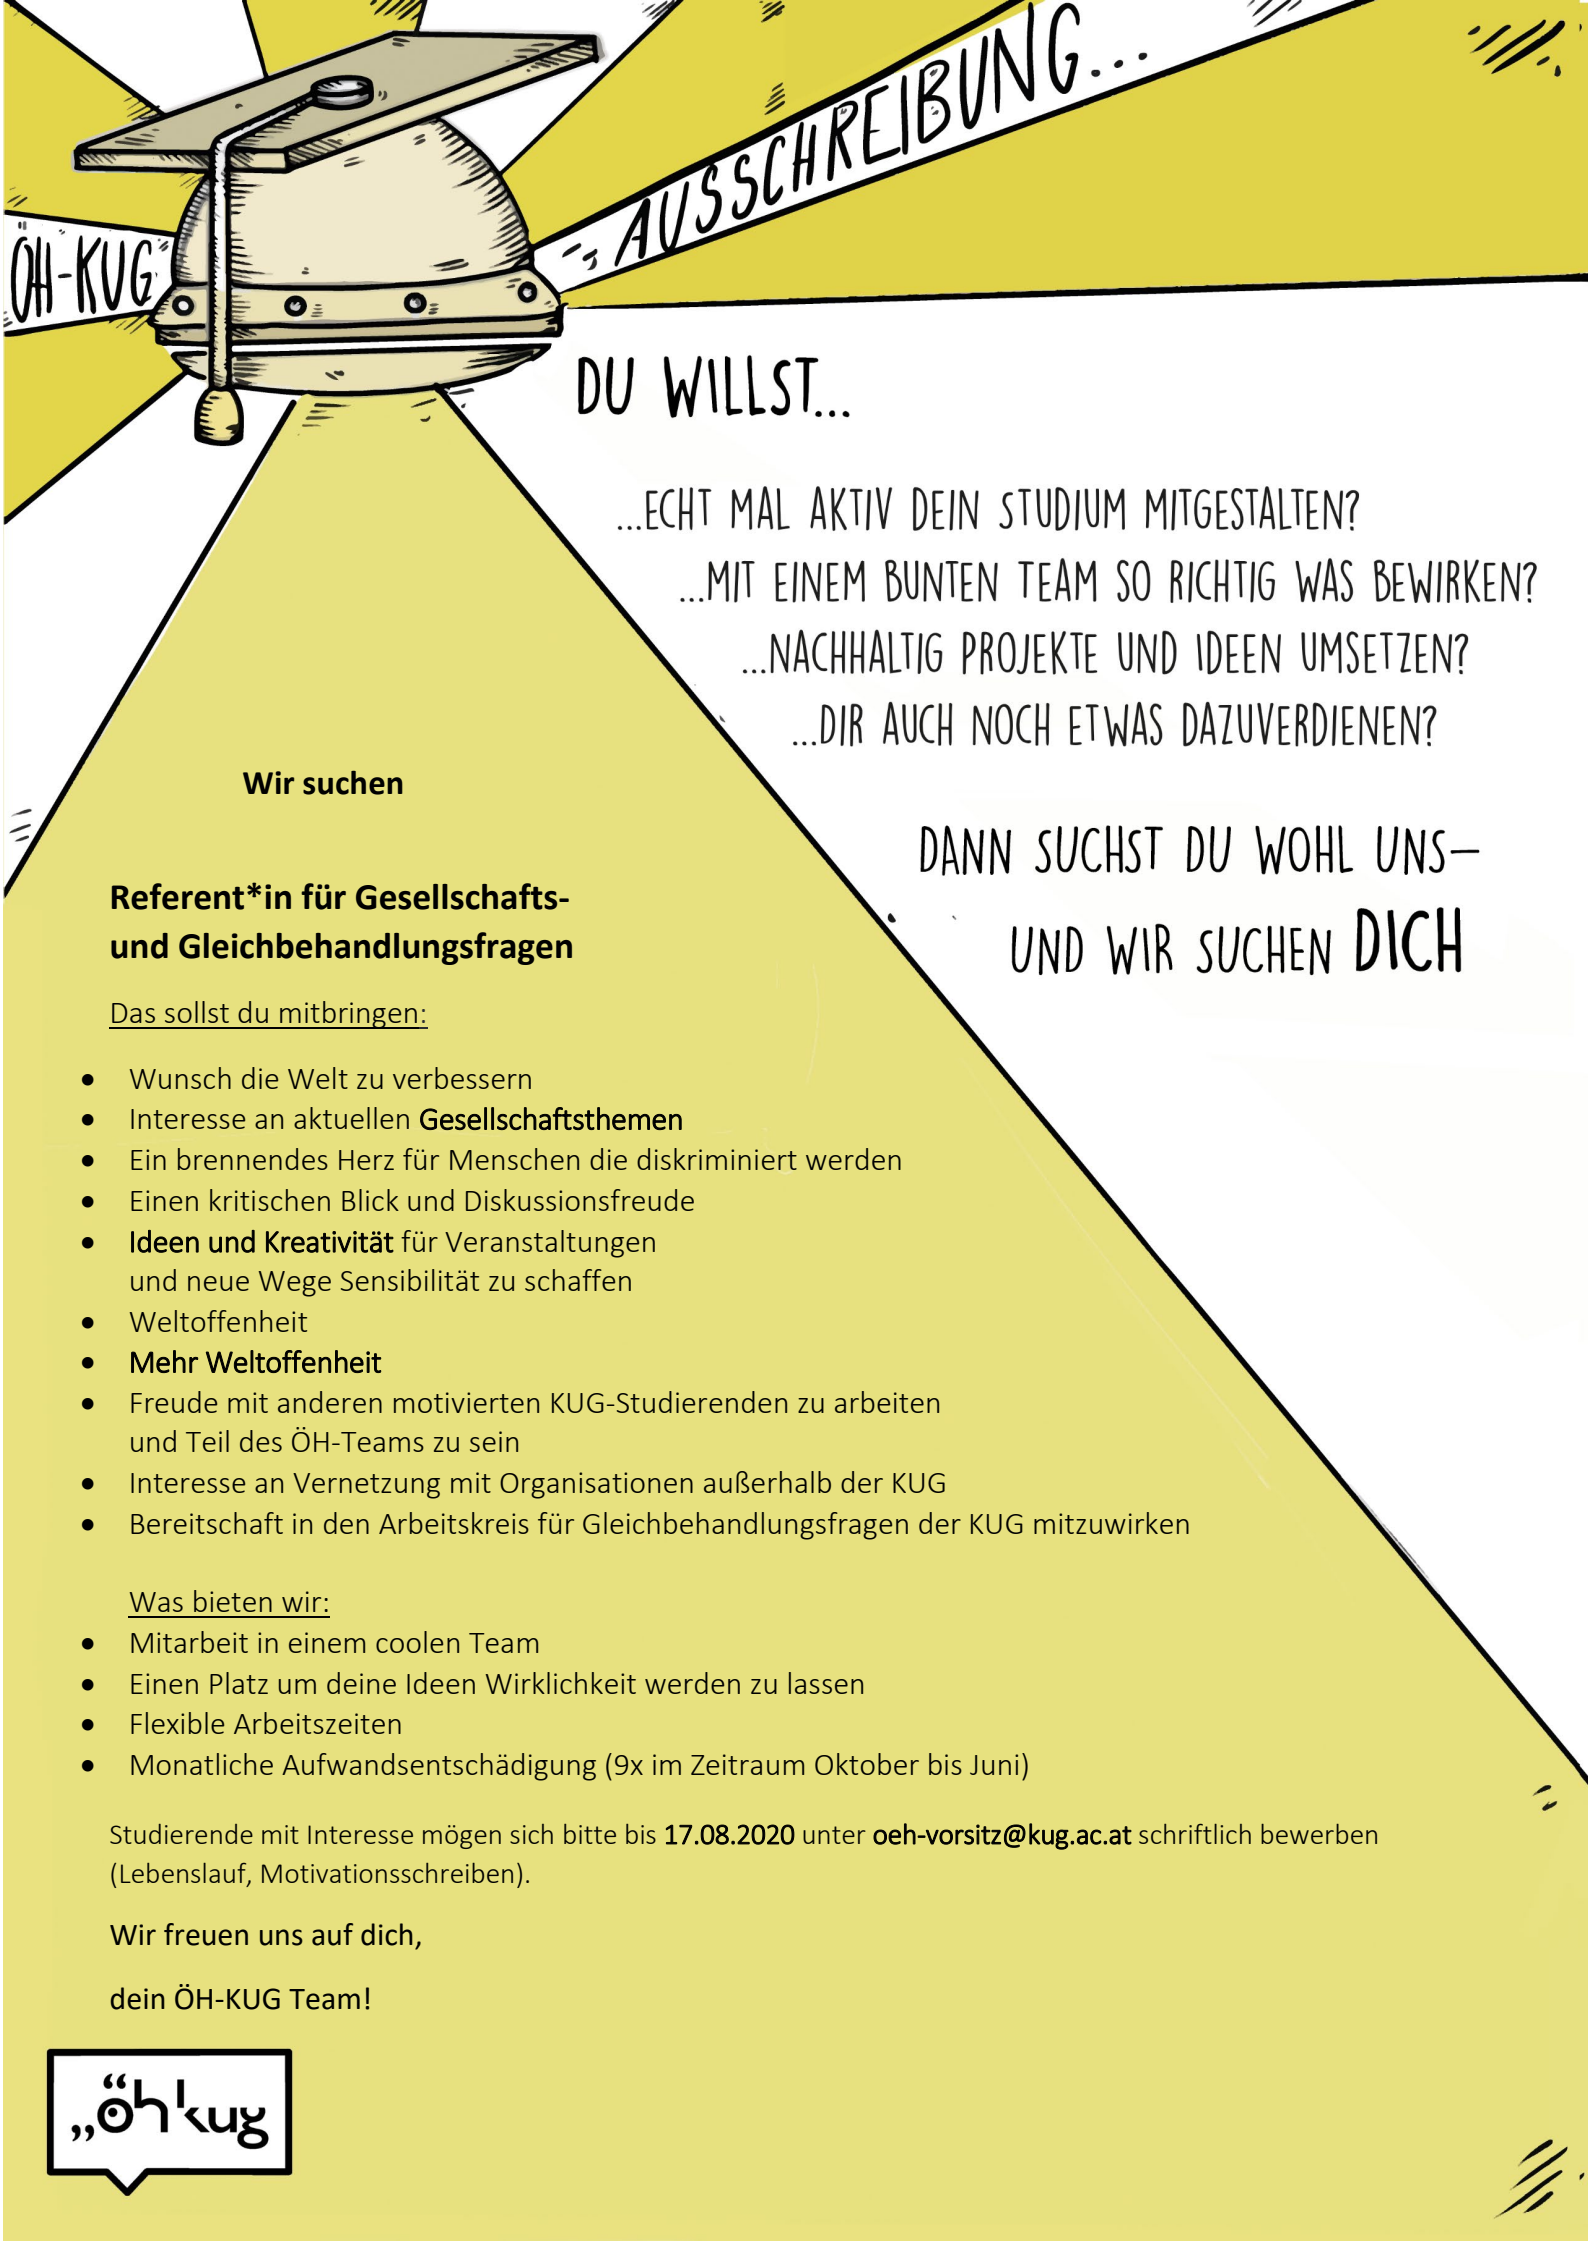 ÖH-KUG
AUSSCHREIBUNG...
DU WILLST...
...ECHT MAL AKTIV DEIN STUDIUM MITGESTALTEN?
...MIT EINEM BUNTEN TEAM SO RICHTIG WAS BEWIRKEN?
...NACHHALTIG PROJEKTE UND IDEEN UMSETZEN?
...DIR AUCH NOCH ETWAS DAZUVERDIENEN?
DANN SUCHST DU WOHL UNS–
UND WIR SUCHEN DICH
Wir suchen
Referent*in für Gesellschafts-
und Gleichbehandlungsfragen
Das sollst du mitbringen:
• Wunsch die Welt zu verbessern
• Interesse an aktuellen Gesellschaftsthemen
• Ein brennendes Herz für Menschen die diskriminiert werden
• Einen kritischen Blick und Diskussionsfreude
• Ideen und Kreativität für Veranstaltungen
und neue Wege Sensibilität zu schaffen
• Weltoffenheit
• Mehr Weltoffenheit
• Freude mit anderen motivierten KUG-Studierenden zu arbeiten
und Teil des ÖH-Teams zu sein
• Interesse an Vernetzung mit Organisationen außerhalb der KUG
• Bereitschaft in den Arbeitskreis für Gleichbehandlungsfragen der KUG mitzuwirken
Was bieten wir:
• Mitarbeit in einem coolen Team
• Einen Platz um deine Ideen Wirklichkeit werden zu lassen
• Flexible Arbeitszeiten
• Monatliche Aufwandsentschädigung (9x im Zeitraum Oktober bis Juni)
Studierende mit Interesse mögen sich bitte bis 17.08.2020 unter oeh-vorsitz@kug.ac.at schriftlich bewerben
(Lebenslauf, Motivationsschreiben).
Wir freuen uns auf dich,
dein ÖH-KUG Team!
„öh kug